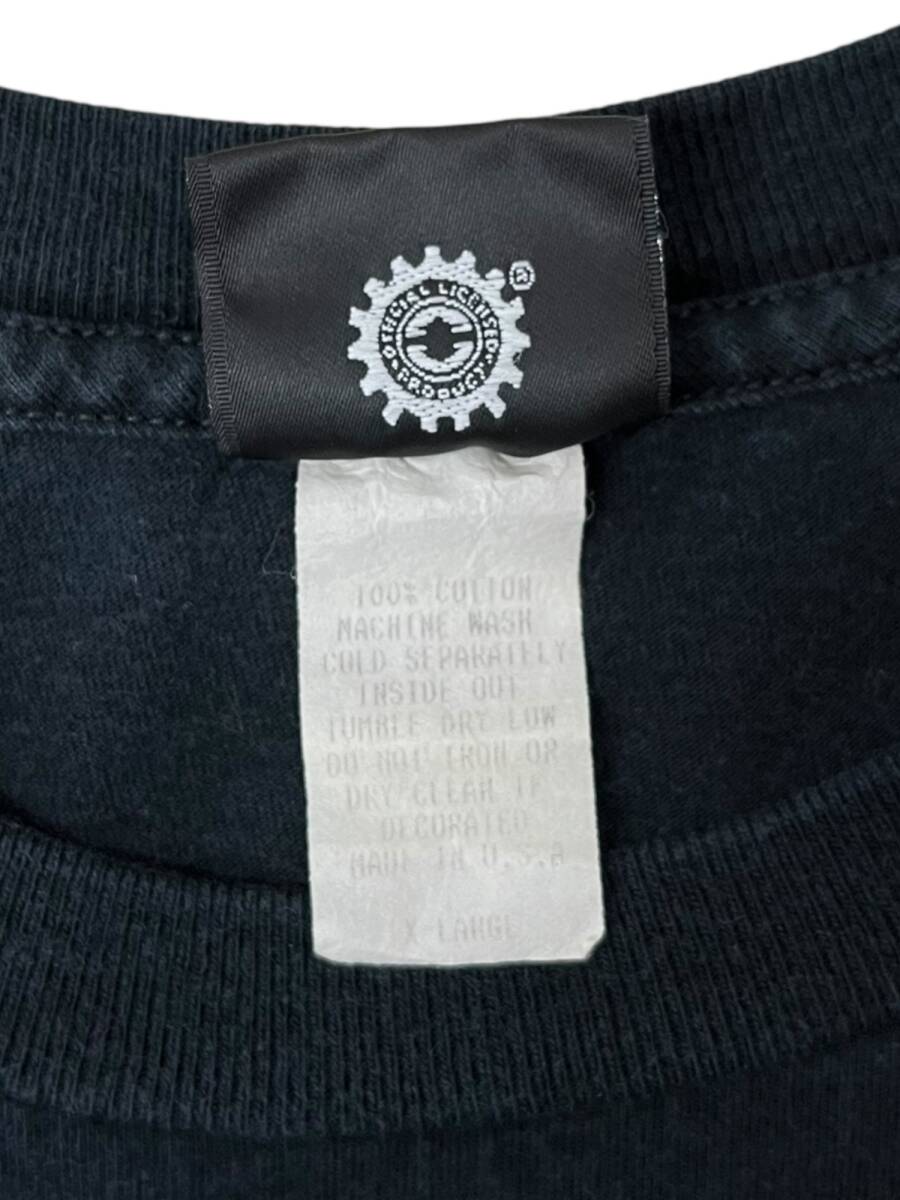 OFFICIAL LICENSED
PRODUCT
®
100% COTTON
MACHINE WASH
COLD SEPARATELY
INSIDE OUT
TUMBLE DRY LOW
DO NOT IRON OR
DRY CLEAN IF
DECORATED
MADE IN U.S.A
X LARGE